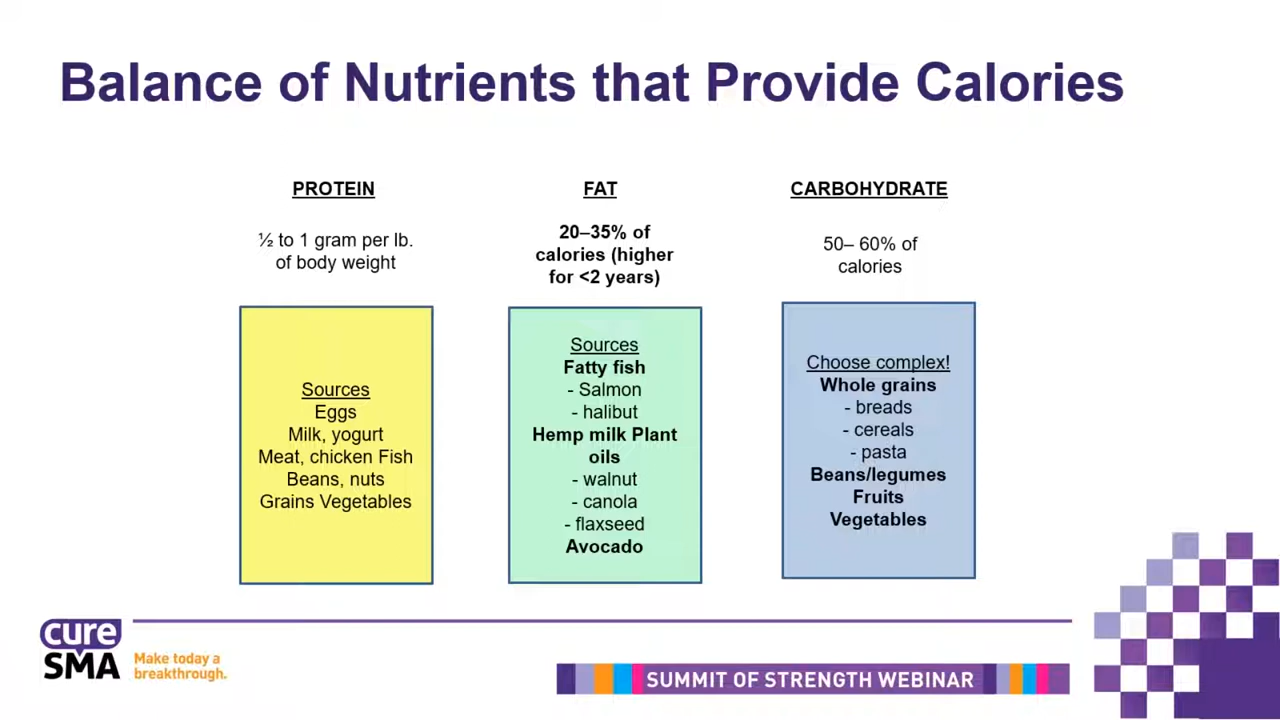 Balance of Nutrients that Provide Calories
PROTEIN
½ to 1 gram per lb.
of body weight
Sources
Eggs
Milk, yogurt
Meat, chicken Fish
Beans, nuts
Grains Vegetables
FAT
20–35% of
calories (higher
for <2 years)
Sources
Fatty fish
- Salmon
- halibut
Hemp milk Plant
oils
- walnut
- canola
- flaxseed
Avocado
CARBOHYDRATE
50– 60% of
calories
Choose complex!
Whole grains
- breads
- cereals
- pasta
Beans/legumes
Fruits
Vegetables
cure
SMA
Make today a
breakthrough.
SUMMIT OF STRENGTH WEBINAR